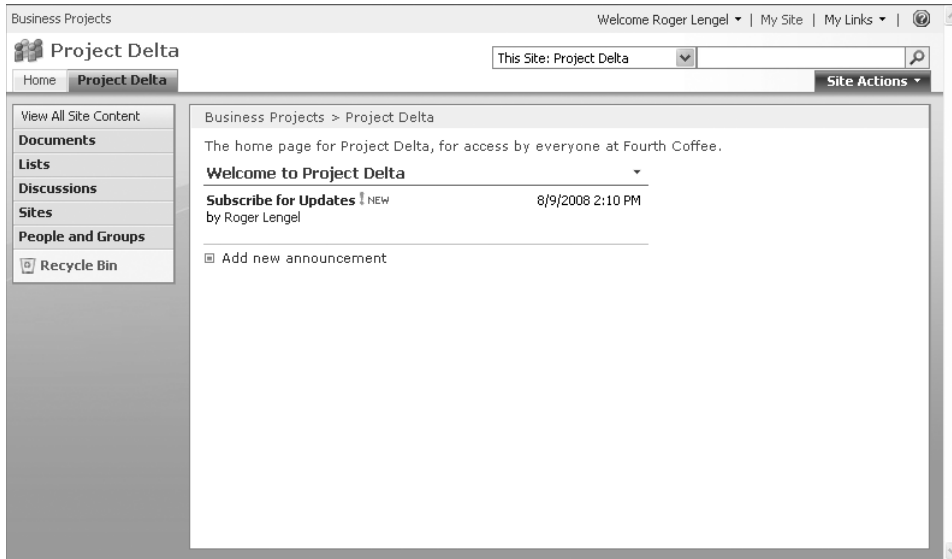 Business Projects
Welcome Roger Lengel | My Site | My Links |
Project Delta
This Site: Project Delta
Home Project Delta
Site Actions
View All Site Content
Documents
Lists
Discussions
Sites
People and Groups
Recycle Bin
Business Projects > Project Delta
The home page for Project Delta, for access by everyone at Fourth Coffee.
Welcome to Project Delta
Subscribe for Updates ! NEW 8/9/2008 2:10 PM
by Roger Lengel
Add new announcement